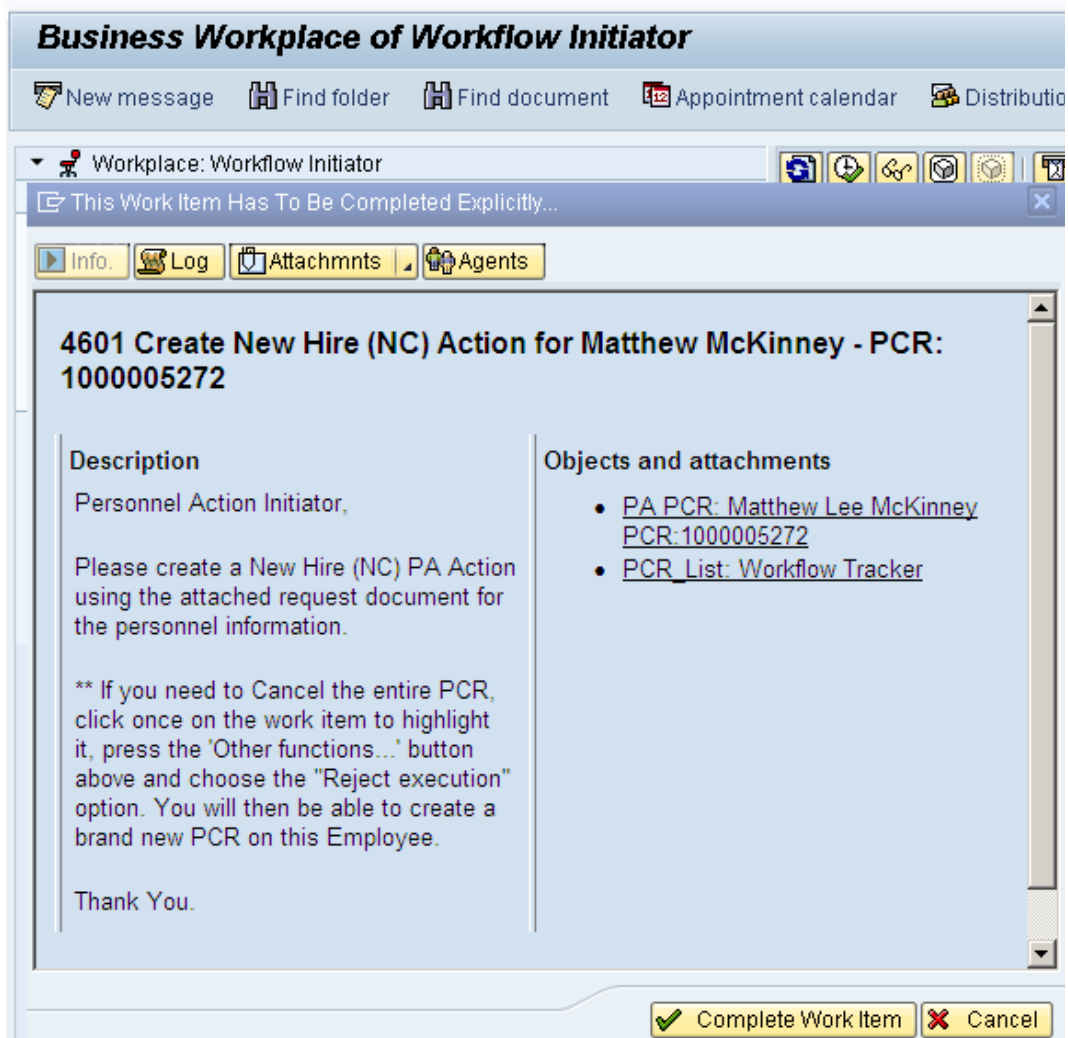 Business Workplace of Workflow Initiator
New message Find folder Find document 12 Appointment calendar Distributio
Workplace: Workflow Initiator
This Work Item Has To Be Completed Explicitly...
Info. Log Attachmnts Agents
4601 Create New Hire (NC) Action for Matthew McKinney - PCR:
1000005272
Description
Personnel Action Initiator,
Please create a New Hire (NC) PA Action
using the attached request document for
the personnel information.
** If you need to Cancel the entire PCR,
click once on the work item to highlight
it, press the 'Other functions...' button
above and choose the "Reject execution"
option. You will then be able to create a
brand new PCR on this Employee.
Thank You.
Objects and attachments
• PA PCR: Matthew Lee McKinney
PCR:1000005272
• PCR_List: Workflow Tracker
Complete Work Item Cancel